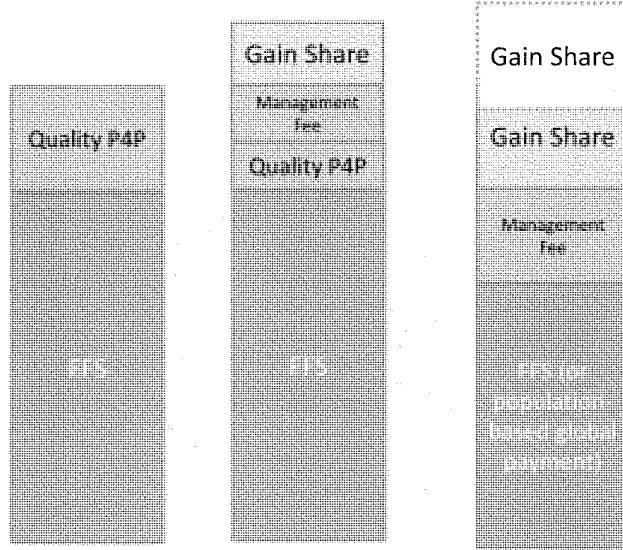 Quality P4P
FFS
Gain Share
Management
Fee
Quality P4P
FFS
Gain Share
Gain Share
Management
Fee
FFS (or
population-
based global
payment)